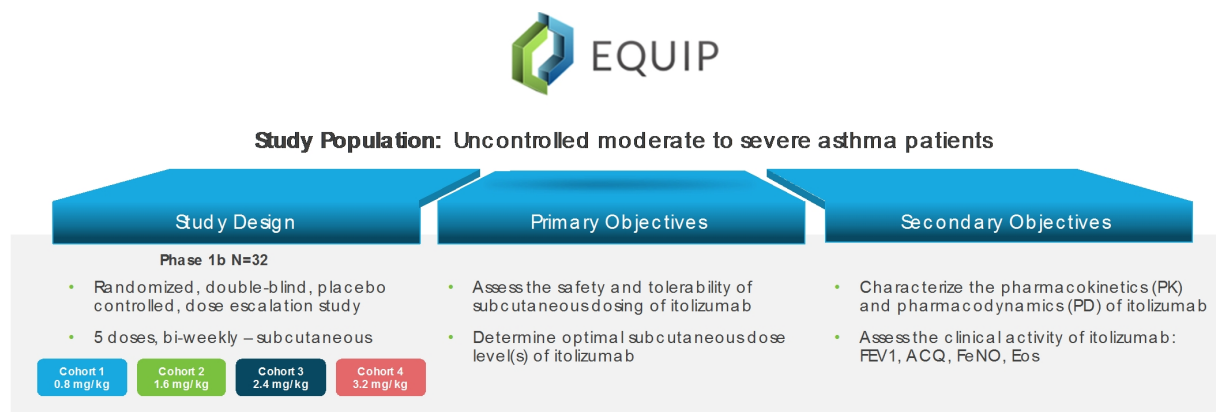 EQUIP
Study Population: Uncontrolled moderate to severe asthma patients
Study Design
Phase 1b N=32
• Randomized, double-blind, placebo
controlled, dose escalation study
• 5 doses, bi-weekly – subcutaneous
Cohort 1
0.8 mg/kg
Cohort 2
1.6 mg/kg
Cohort 3
2.4 mg/kg
Cohort 4
3.2 mg/kg
Primary Objectives
• Assess the safety and tolerability of
subcutaneous dosing of itolizumab
• Determine optimal subcutaneous dose
level(s) of itolizumab
Secondary Objectives
• Characterize the pharmacokinetics (PK)
and pharmacodynamics (PD) of itolizumab
• Assess the clinical activity of itolizumab:
FEV1, ACQ, FeNO, Eos